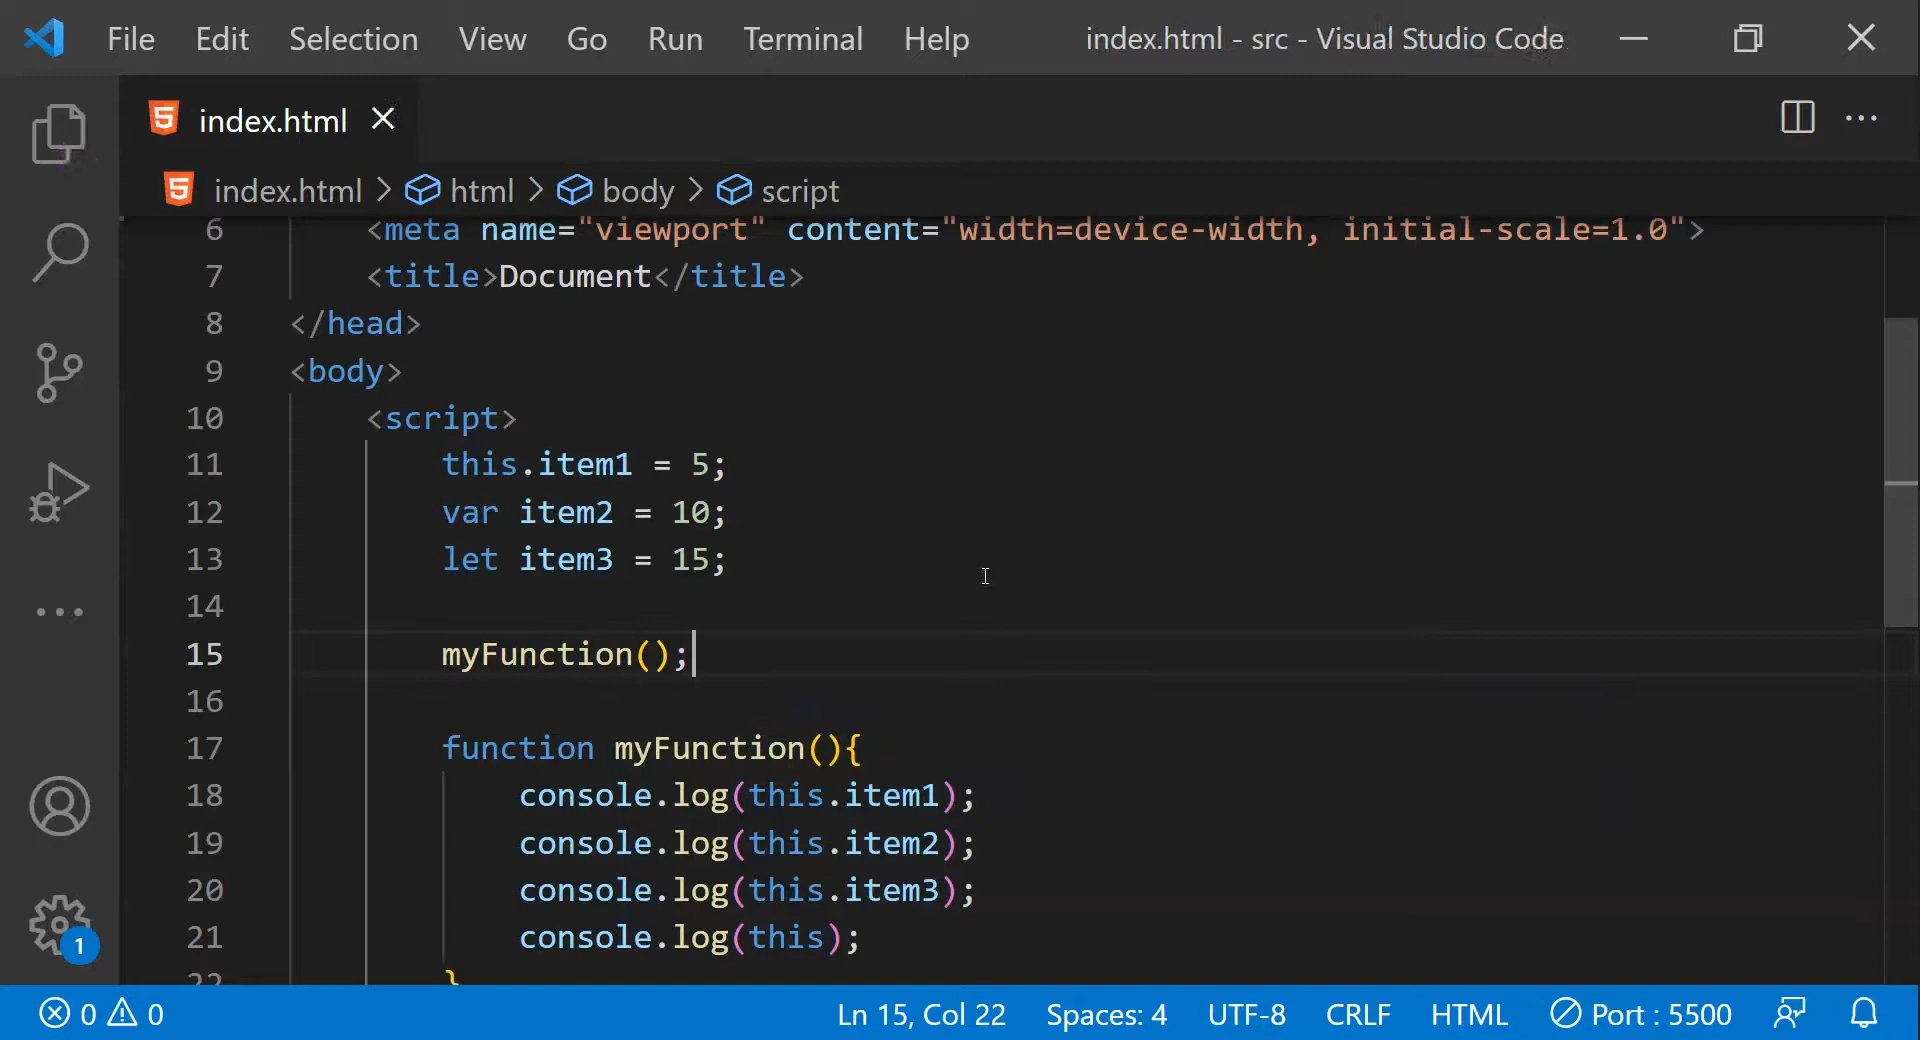 File Edit Selection View Go Run Terminal Help index.html - src - Visual Studio Code
index.html
index.html > html > body > script
6 <meta name="viewport" content="width=device-width, initial-scale=1.0">
7 <title>Document</title>
8 </head>
9 <body>
10 <script>
11 this.item1 = 5;
12 var item2 = 10;
13 let item3 = 15;
14
15 myFunction();
16
17 function myFunction(){
18 console.log(this.item1);
19 console.log(this.item2);
20 console.log(this.item3);
21 console.log(this);
22 }
1
0 0 Ln 15, Col 22 Spaces: 4 UTF-8 CRLF HTML Port : 5500